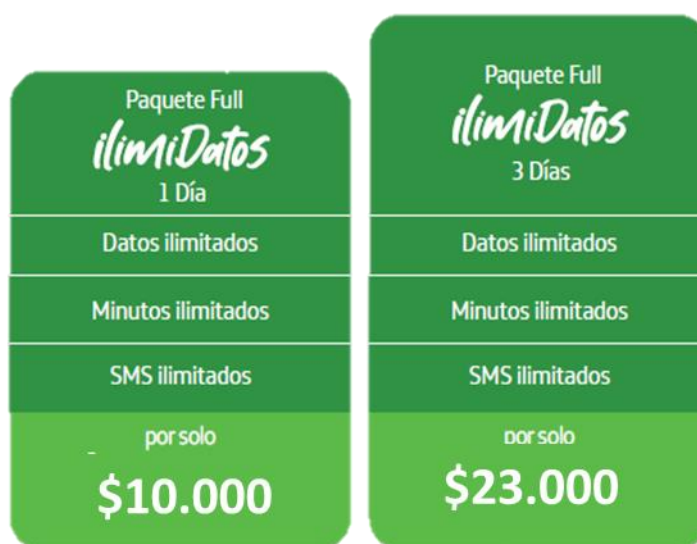 Paquete Full
ilimiDatos
1 Día
Datos ilimitados
Minutos ilimitados
SMS ilimitados
por solo
$10.000
Paquete Full
ilimiDatos
3 Días
Datos ilimitados
Minutos ilimitados
SMS ilimitados
por solo
$23.000